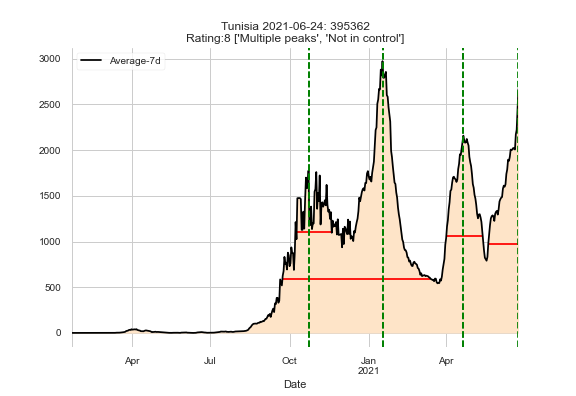 Tunisia 2021-06-24: 395362
Rating:8 ['Multiple peaks', 'Not in control']
Average-7d
3000
2500
2000
1500
1000
500
0
Apr Jul Oct Jan Apr
2021
Date